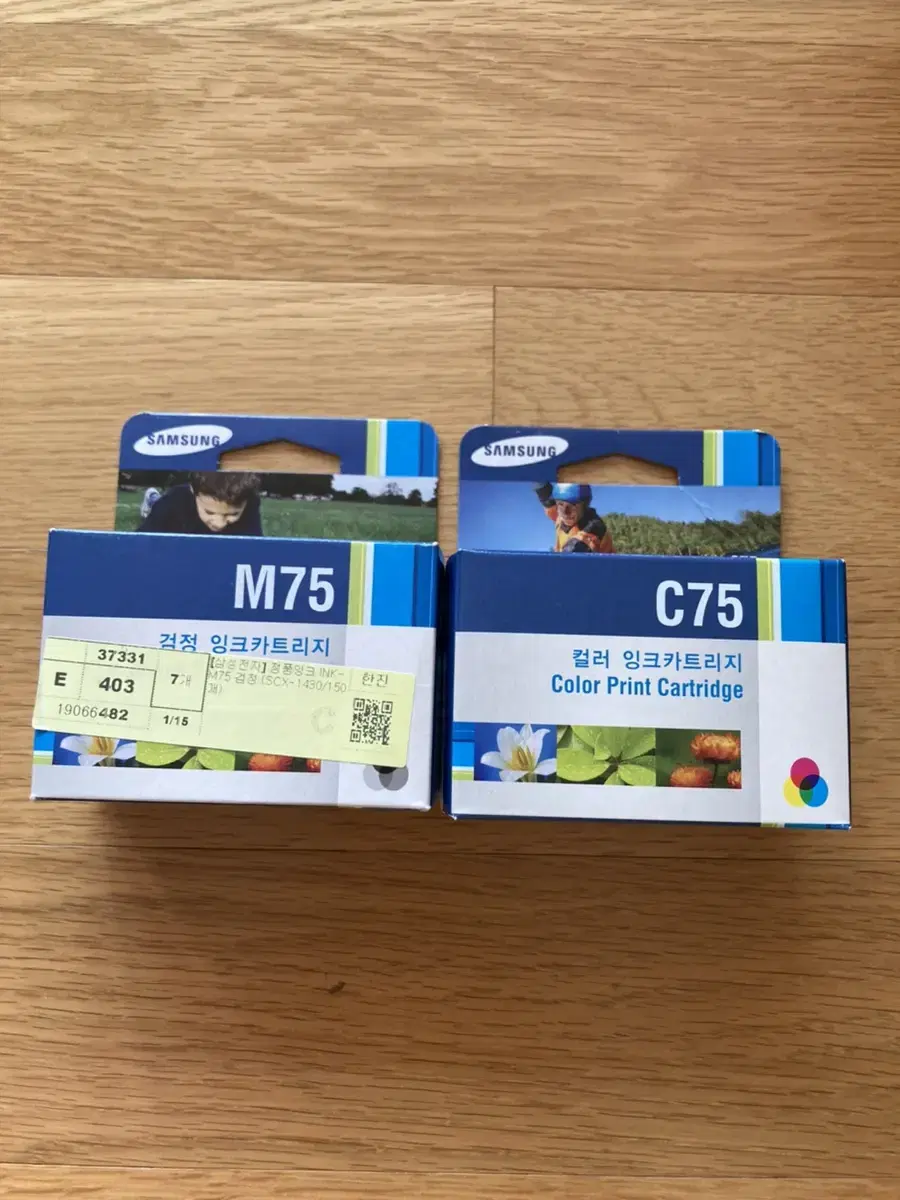 SAMSUNG
M75
검정 잉크카트리지
37331
E 403 7개
19066482 1/15
[삼성전자] 정품잉크 INK-
M75 검정 (SCX-1430/150
개)
한진
C
SAMSUNG
C75
컬러 잉크카트리지
Color Print Cartridge